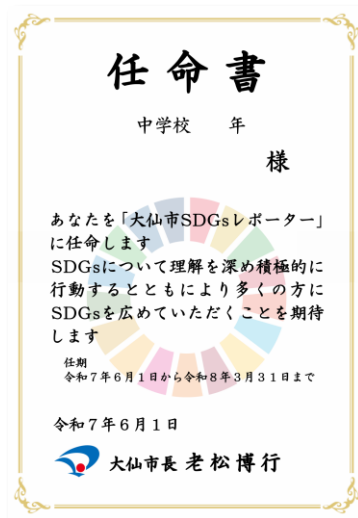 任命書
中学校　　年
様
あなたを「大仙市SDGsレポーター」
に任命します
SDGsについて理解を深め積極的に
行動するとともにより多くの方に
SDGsを広めていただくことを期待
します
任期
令和７年６月１日から令和８年３月３１日まで
令和７年６月１日
大仙市長 老松博行